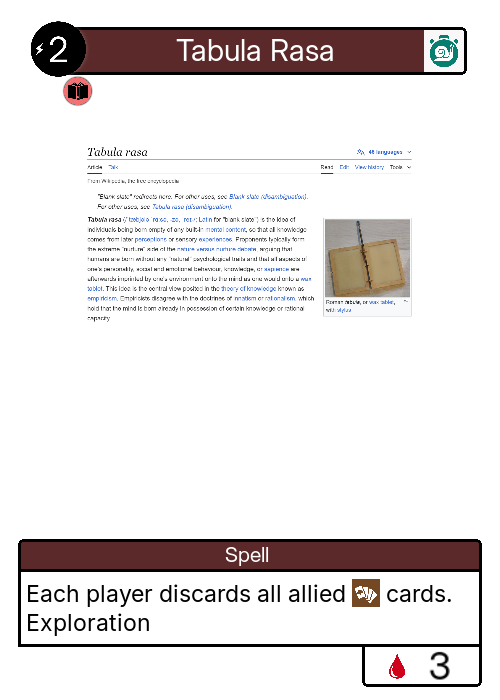 2
Tabula Rasa
Tabula rasa
46 languages
Article Talk
Read Edit View history Tools
From Wikipedia, the free encyclopedia
"Blank slate" redirects here. For other uses, see Blank slate (disambiguation).
For other uses, see Tabula rasa (disambiguation).
Tabula rasa Latin for "blank slate") is the idea of
individuals being born empty of any built-in mental content, so that all knowledge
comes from later perceptions or sensory experiences. Proponents typically form
the extreme "nurture" side of the nature versus nurture debate, arguing that
humans are born without any "natural" psychological traits and that all aspects of
one's personality, social and emotional behaviour, knowledge, or sapience are
afterwards imprinted by one's environment onto the mind as one would onto a wax
tablet. This idea is the central view posited in the theory of knowledge known as
empiricism. Empiricists disagree with the doctrines of innatism or rationalism, which
hold that the mind is born already in possession of certain knowledge or rational
capacity.
Roman tabula, or wax tablet,
with stylus
Spell
Each player discards all allied cards.
Exploration
3